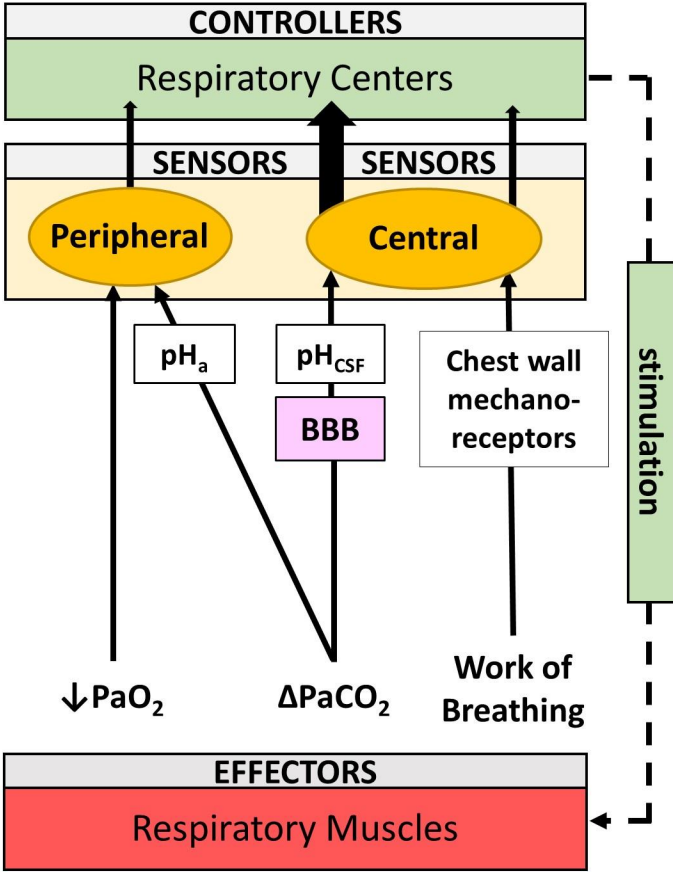 CONTROLLERS
Respiratory Centers
SENSORS SENSORS
Peripheral
Central
pHₐ
pH_CSF
Chest wall
mechano-
receptors
BBB
stimulation
↓PaO₂
ΔPaCO₂
Work of
Breathing
EFFECTORS
Respiratory Muscles